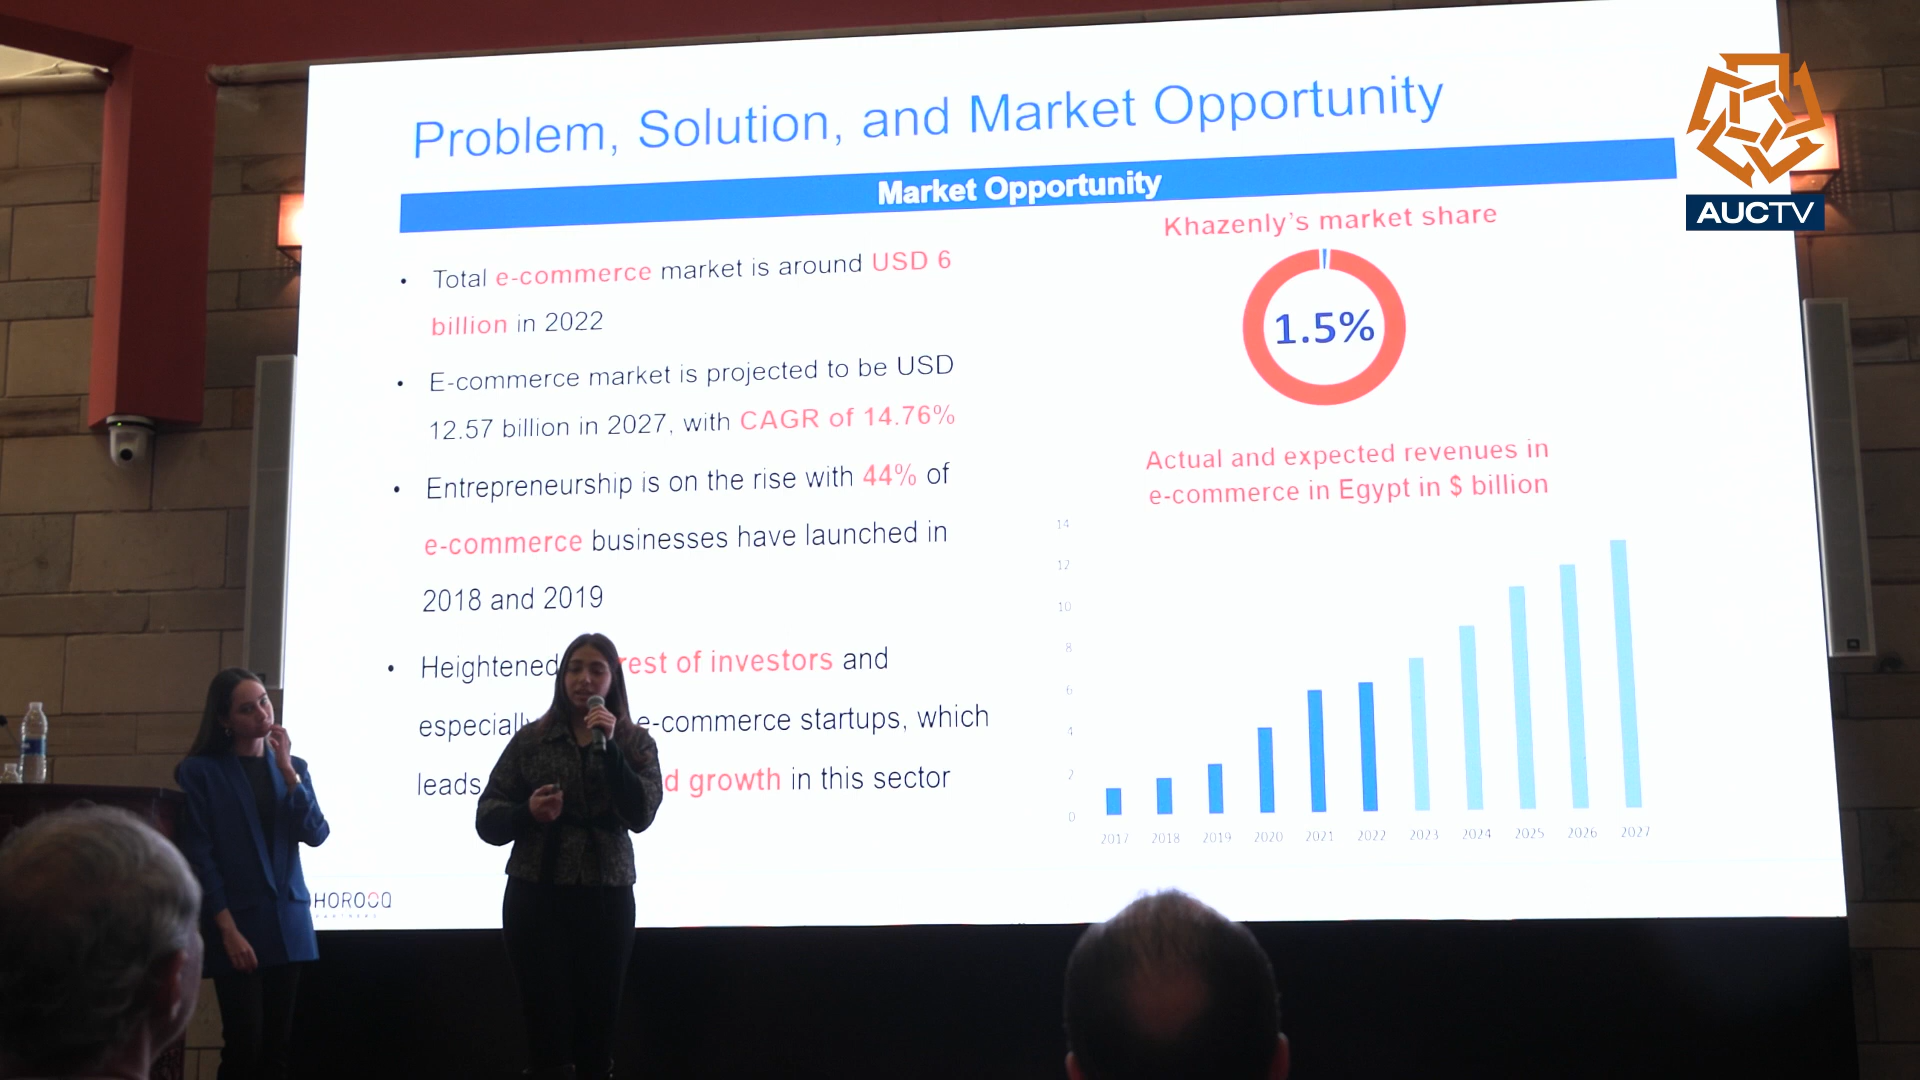 Problem, Solution, and Market Opportunity
AUCTV
Market Opportunity
• Total e-commerce market is around USD 6
billion in 2022
• E-commerce market is projected to be USD
12.57 billion in 2027, with CAGR of 14.76%
• Entrepreneurship is on the rise with 44% of
e-commerce businesses have launched in
2018 and 2019
• Heightened rest of investors and
especially e-commerce startups, which
leads d growth in this sector
HOROOQ
PARTNERS
Khazenly's market share
1.5%
Actual and expected revenues in
e-commerce in Egypt in $ billion
14
12
10
8
6
4
2
0
2017 2018 2019 2020 2021 2022 2023 2024 2025 2026 2027